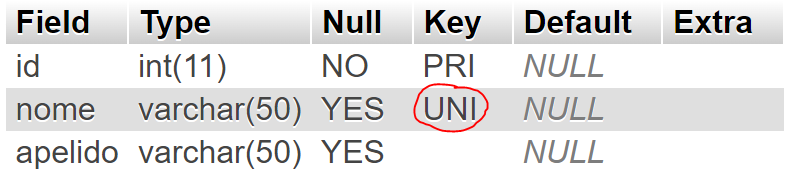 Field Type Null Key Default Extra
id int(11) NO PRI NULL
nome varchar(50) YES UNI NULL
apelido varchar(50) YES NULL